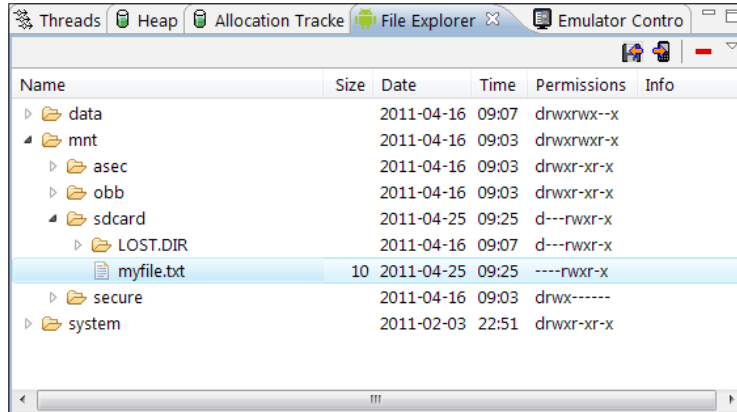 Threads Heap Allocation Tracke File Explorer Emulator Contro
Name Size Date Time Permissions Info
data 2011-04-16 09:07 drwxrwx--x
mnt 2011-04-16 09:03 drwxrwxr-x
asec 2011-04-16 09:03 drwxr-xr-x
obb 2011-04-16 09:03 drwxr-xr-x
sdcard 2011-04-25 09:25 d---rwxr-x
LOST.DIR 2011-04-16 09:07 d---rwxr-x
myfile.txt 10 2011-04-25 09:25 ----rwxr-x
secure 2011-04-16 09:03 drwx------
system 2011-02-03 22:51 drwxr-xr-x